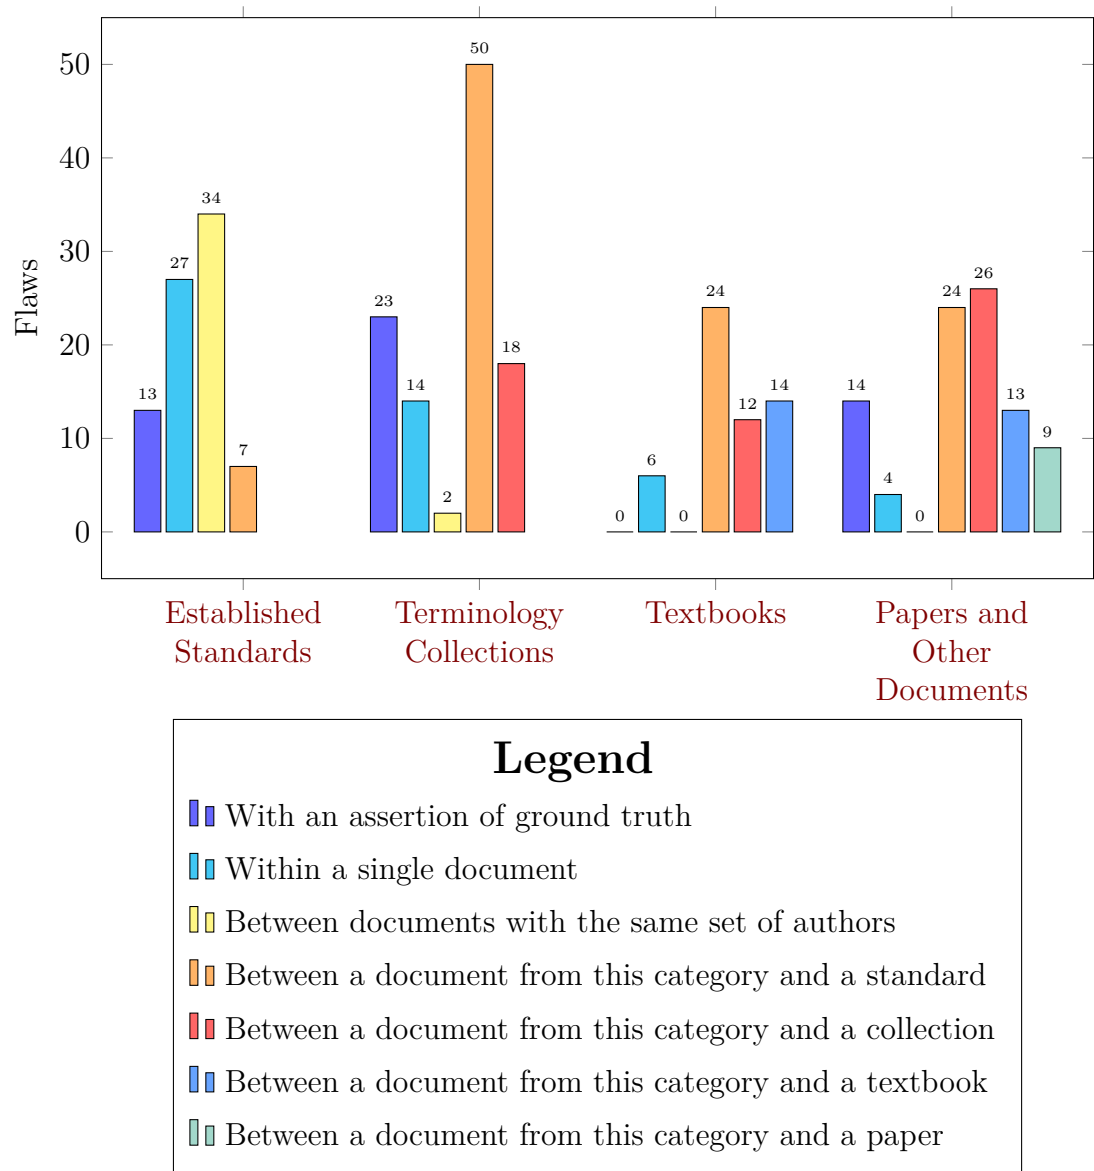 50
40
30
20
10
0
Flaws
13
27
34
7
23
14
2
50
18
0
6
0
24
12
14
14
4
0
24
26
13
9
Established
Standards
Terminology
Collections
Textbooks
Papers and
Other
Documents
Legend
With an assertion of ground truth
Within a single document
Between documents with the same set of authors
Between a document from this category and a standard
Between a document from this category and a collection
Between a document from this category and a textbook
Between a document from this category and a paper